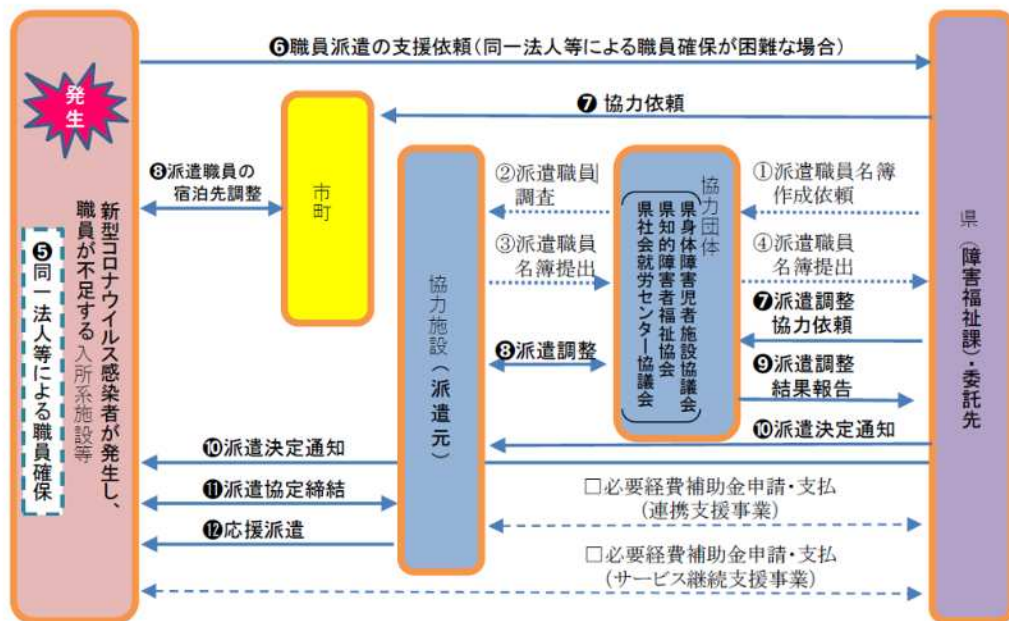 ❻職員派遣の支援依頼(同一法人等による職員確保が困難な場合)
発生
❼ 協力依頼
❽派遣職員の
宿泊先調整
市町
②派遣職員
調査
協力団体
県身体障害児者施設協議会
県知的障害者福祉協会
県社会就労センター協議会
①派遣職員名簿
作成依頼
③派遣職員
名簿提出
④派遣職員
名簿提出
❼派遣調整
協力依頼
❽派遣調整
❾派遣調整
結果報告
協力施設(派遣元)
新型コロナウイルス感染者が発生し、
職員が不足する 入所系施設等
❺同一法人等による職員確保
県(障害福祉課)・委託先
❿派遣決定通知
❿派遣決定通知
⓫派遣協定締結
□必要経費補助金申請・支払
(連携支援事業)
⓬応援派遣
□必要経費補助金申請・支払
(サービス継続支援事業)